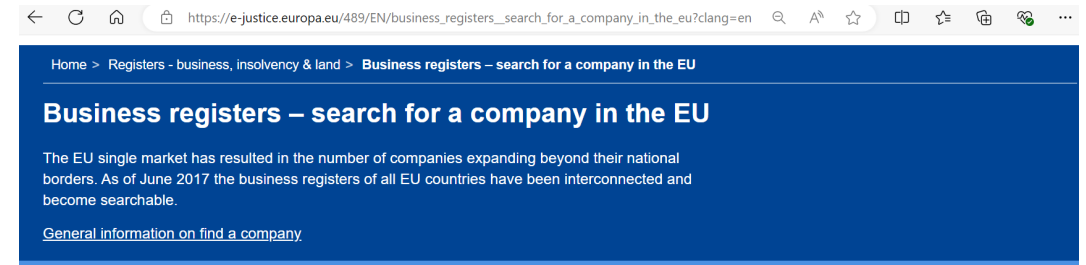 https://e-justice.europa.eu/489/EN/business_registers__search_for_a_company_in_the_eu?clang=en
Home > Registers - business, insolvency & land > Business registers – search for a company in the EU
Business registers – search for a company in the EU
The EU single market has resulted in the number of companies expanding beyond their national
borders. As of June 2017 the business registers of all EU countries have been interconnected and
become searchable.
General information on find a company